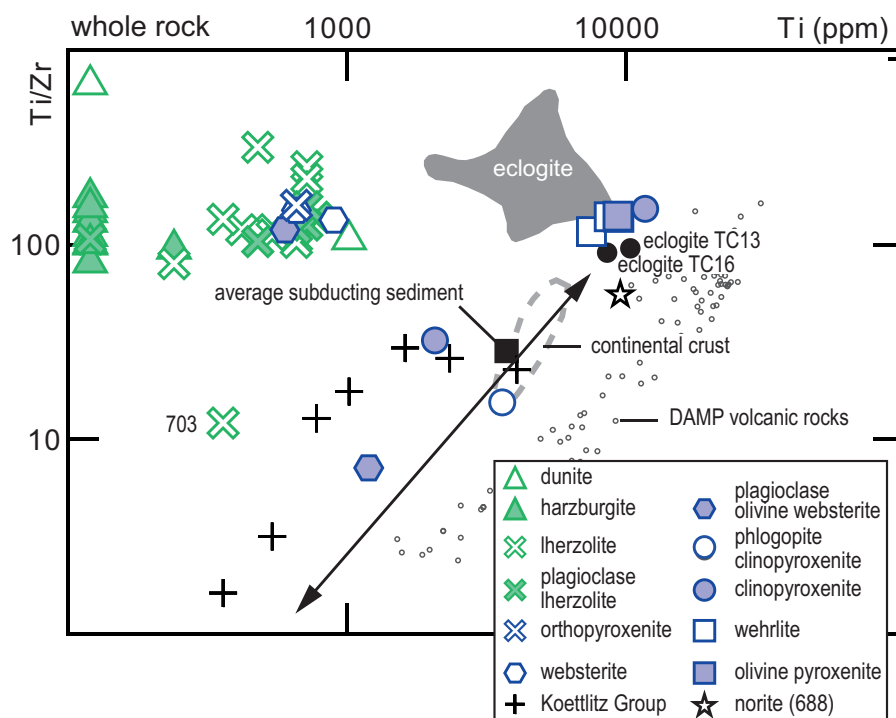 whole rock 1000 10000 Ti (ppm)
Ti/Zr
eclogite
100
eclogite TC13
eclogite TC16
average subducting sediment
continental crust
703
DAMP volcanic rocks
10
dunite
harzburgite
lherzolite
plagioclase
lherzolite
orthopyroxenite
websterite
Koettlitz Group
plagioclase
olivine websterite
phlogopite
clinopyroxenite
clinopyroxenite
wehrlite
olivine pyroxenite
norite (688)